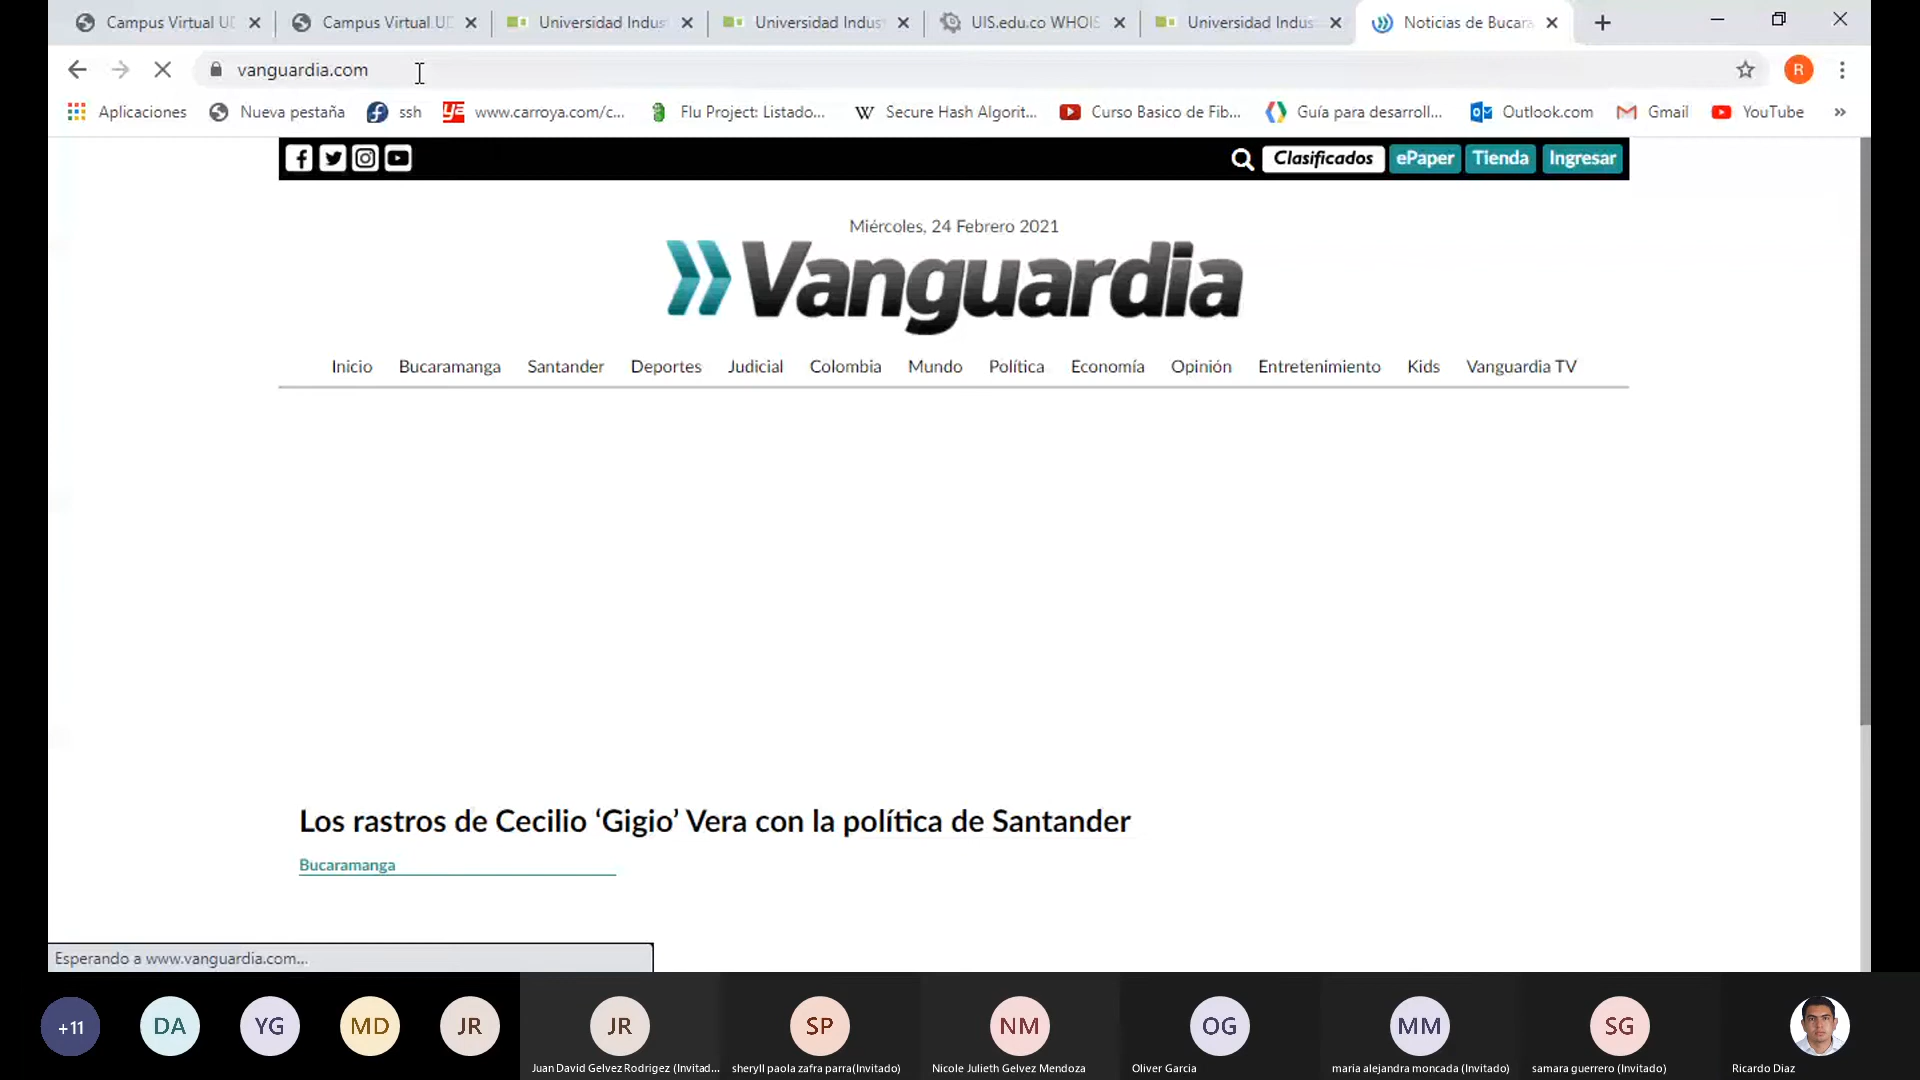 Campus Virtual UD
Campus Virtual UD
Universidad Indus
Universidad Indus
UIS.edu.co WHOIS
Universidad Indus
Noticias de Bucar
vanguardia.com
R
Aplicaciones
Nueva pestaña
ssh
www.carroya.com/c...
Flu Project: Listado...
Secure Hash Algorit...
Curso Basico de Fib...
Guía para desarroll...
Outlook.com
Gmail
YouTube
Clasificados
ePaper
Tienda
Ingresar
Miércoles, 24 Febrero 2021
Vanguardia
Inicio
Bucaramanga
Santander
Deportes
Judicial
Colombia
Mundo
Política
Economía
Opinión
Entretenimiento
Kids
Vanguardia TV
Los rastros de Cecilio ‘Gigio’ Vera con la política de Santander
Bucaramanga
Esperando a www.vanguardia.com...
+11
DA
YG
MD
JR
JR
SP
NM
OG
MM
SG
Juan David Gelvez Rodrigez (Invitad...
sheryll paola zafra parra(Invitado)
Nicole Julieth Gelvez Mendoza
Oliver Garcia
maria alejandra moncada (Invitado)
samara guerrero (Invitado)
Ricardo Diaz